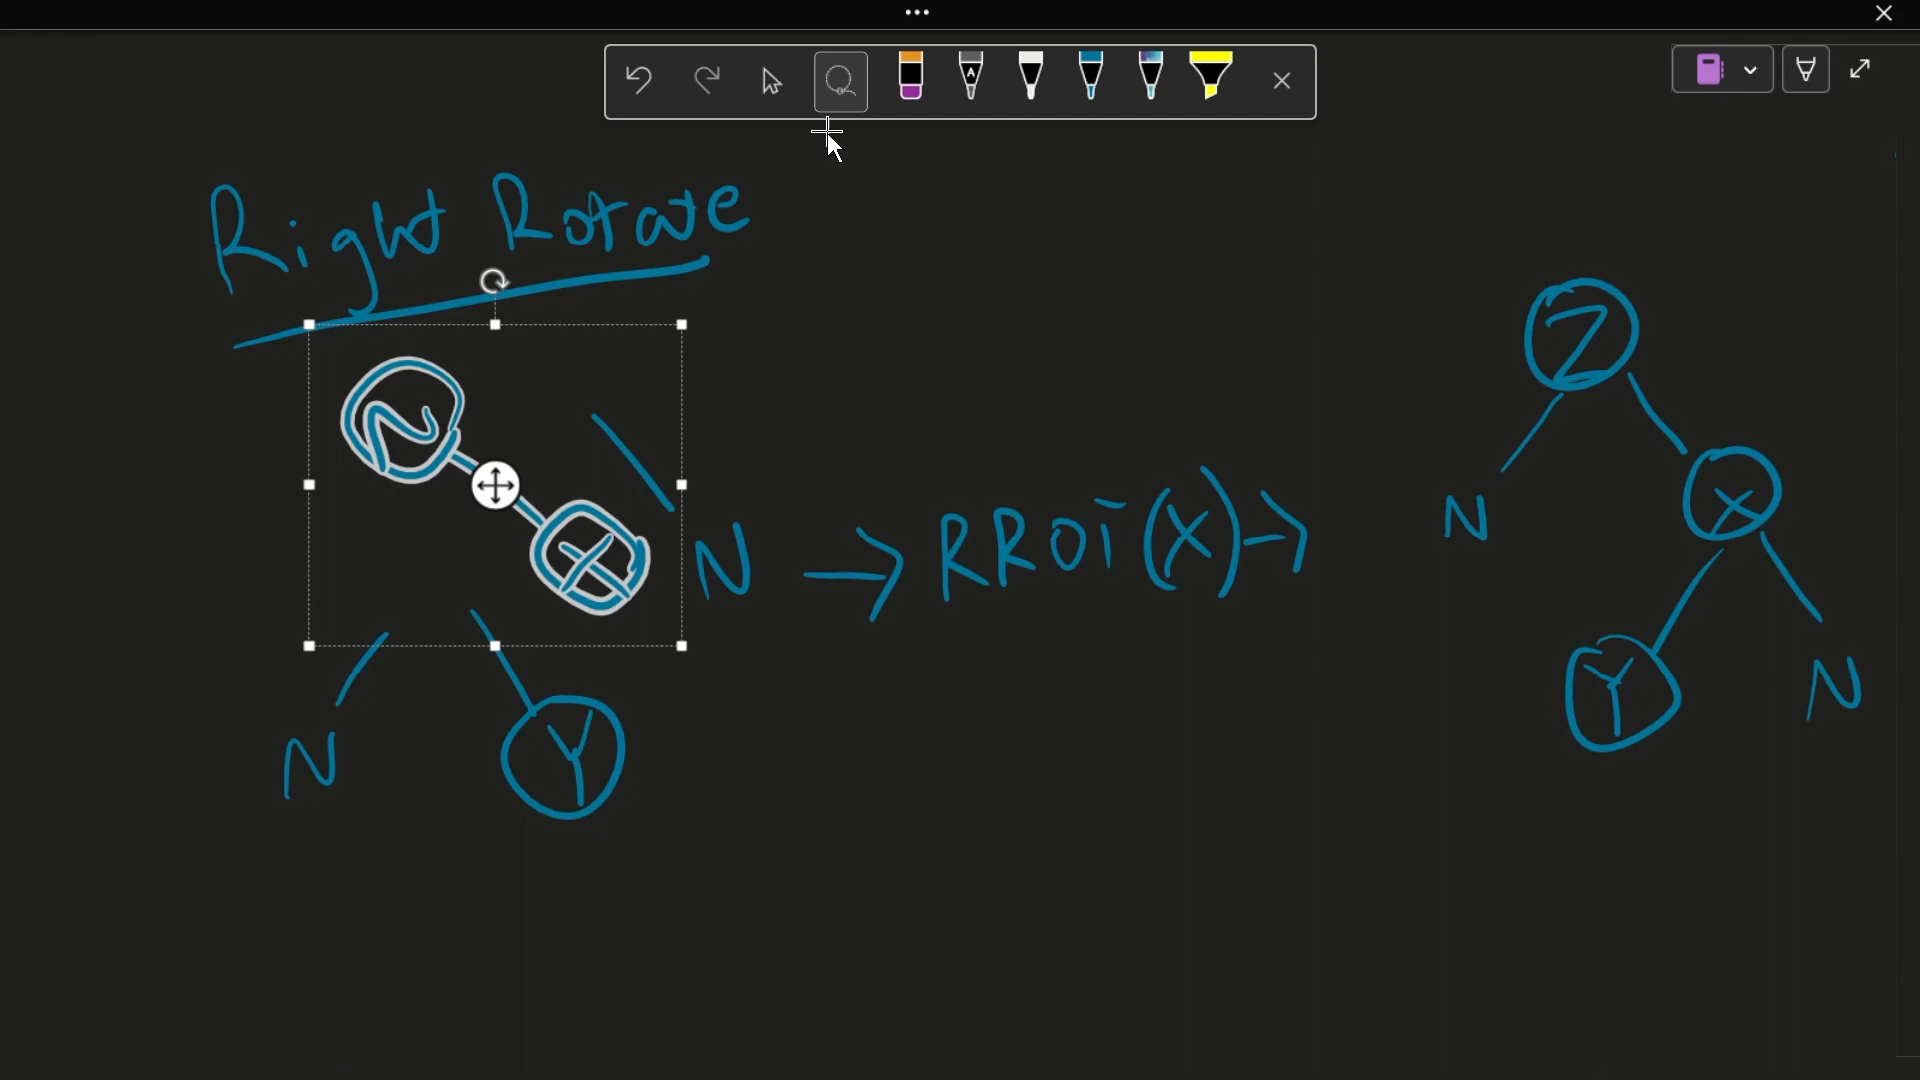 Right Rotate
Z
Z
X
X
N
N → RROT(X) →
Y
N
N
Y